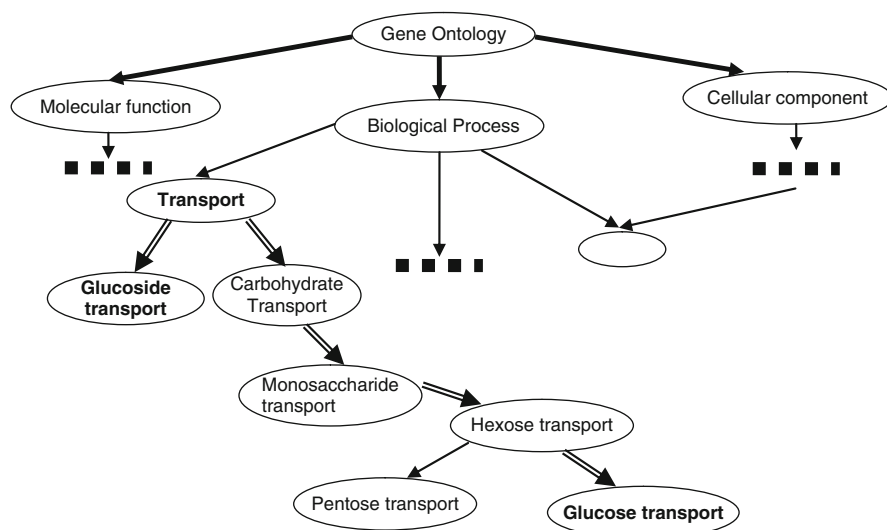 Gene Ontology
Molecular function
Cellular component
Biological Process
Transport
Glucoside
transport
Carbohydrate
Transport
Monosaccharide
transport
Hexose transport
Pentose transport
Glucose transport